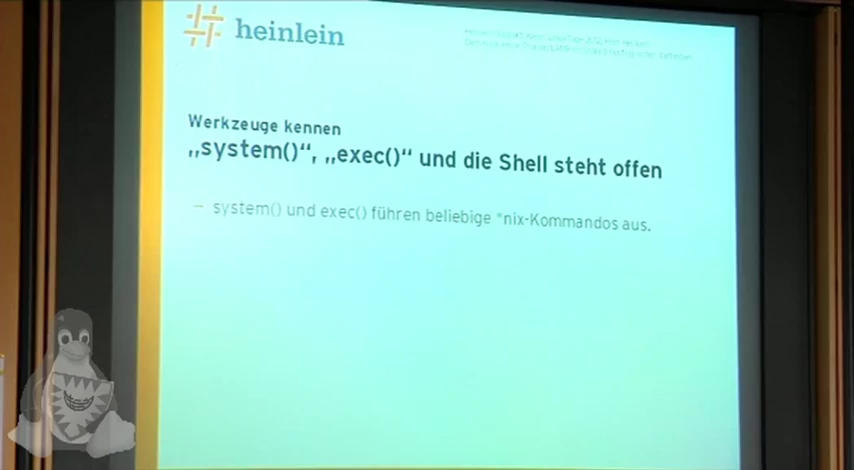 heinlein
Werkzeuge kennen
„system()“, „exec()“ und die Shell steht offen
– system() und exec() führen beliebige *nix-Kommandos aus.